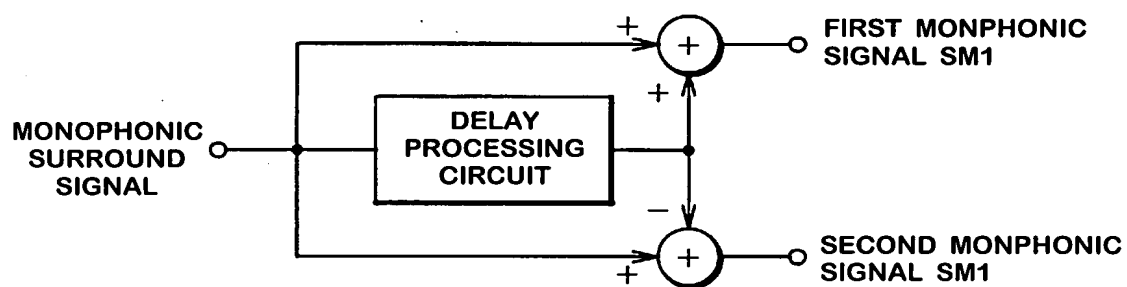 MONOPHONIC
SURROUND
SIGNAL
DELAY
PROCESSING
CIRCUIT
+
+
+
FIRST MONPHONIC
SIGNAL SM1
−
+
+
SECOND MONPHONIC
SIGNAL SM1